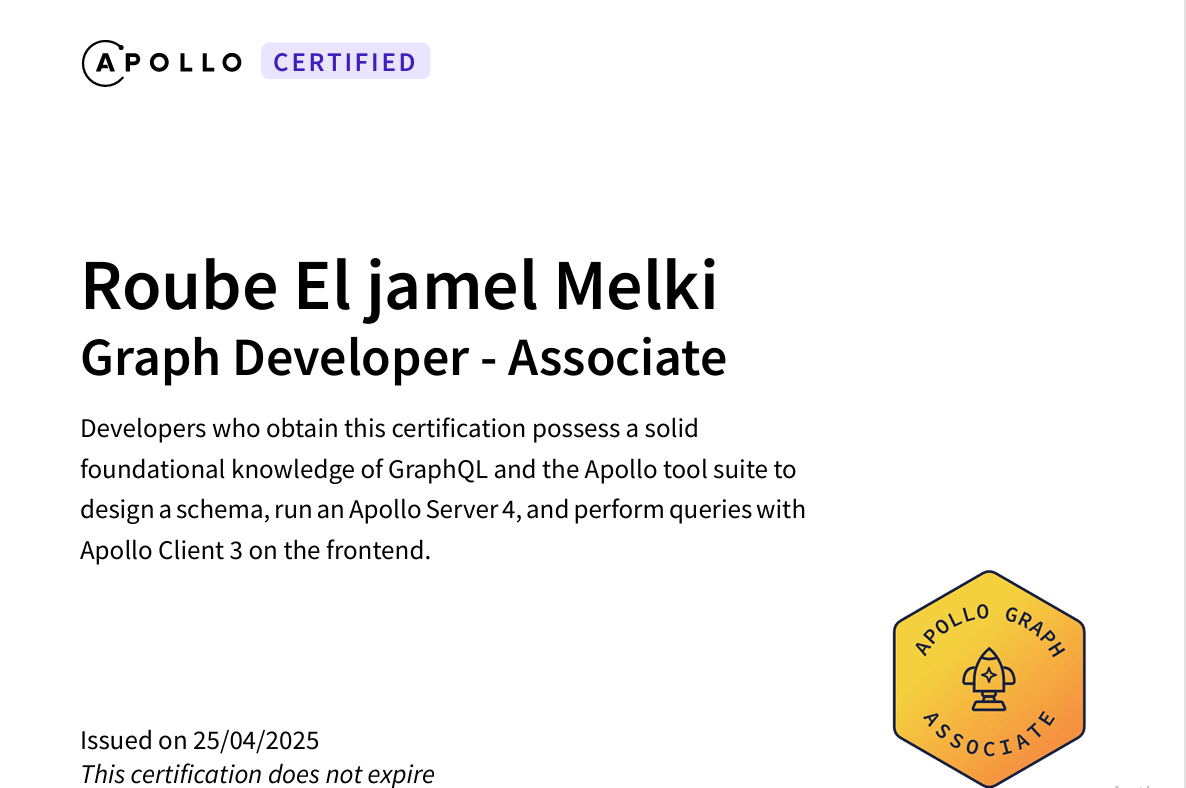 APOLLO CERTIFIED
Roube El jamel Melki
Graph Developer - Associate
Developers who obtain this certification possess a solid
foundational knowledge of GraphQL and the Apollo tool suite to
design a schema, run an Apollo Server 4, and perform queries with
Apollo Client 3 on the frontend.
APOLLO GRAPH
ASSOCIATE
Issued on 25/04/2025
This certification does not expire